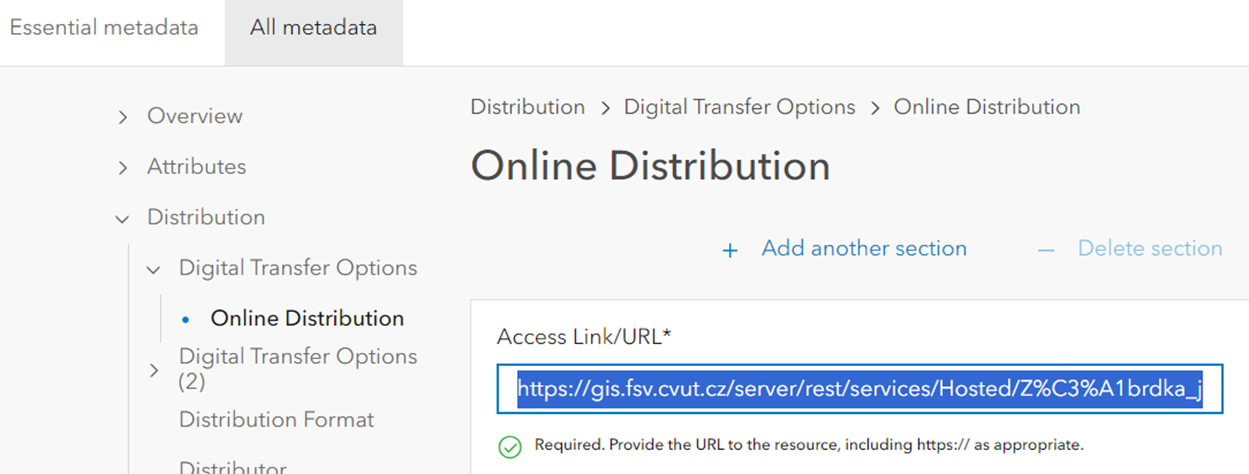 Essential metadata
All metadata
Overview
Attributes
Distribution
Digital Transfer Options
Online Distribution
Digital Transfer Options
(2)
Distribution Format
Distributor
Distribution > Digital Transfer Options > Online Distribution
Online Distribution
+ Add another section
— Delete section
Access Link/URL*
https://gis.fsv.cvut.cz/server/rest/services/Hosted/Z%C3%A1brdka_j
Required. Provide the URL to the resource, including https:// as appropriate.